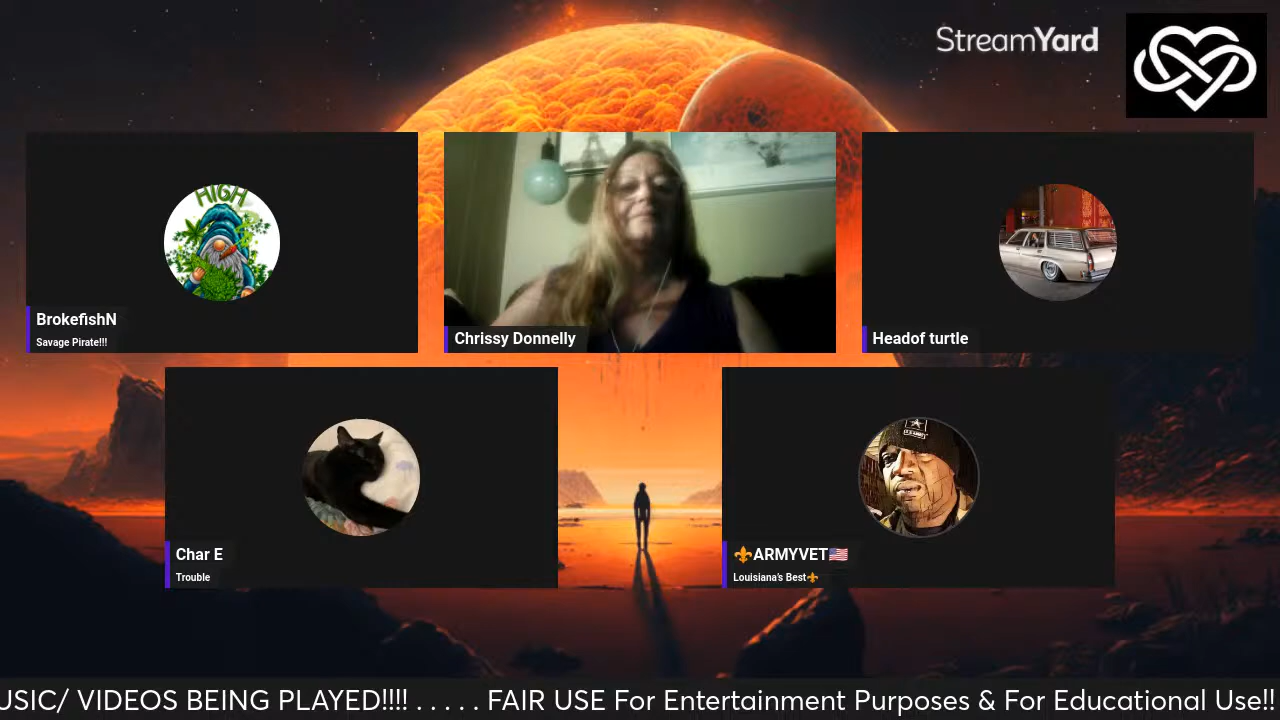 StreamYard
HIGH
BrokefishN
Savage Pirate!!!
Chrissy Donnelly
Headof turtle
Char E
Trouble
⚜️ARMYVET🇺🇸
Louisiana's Best⚜️
USIC/ VIDEOS BEING PLAYED!!!! . . . . . FAIR USE For Entertainment Purposes & For Educational Use!!